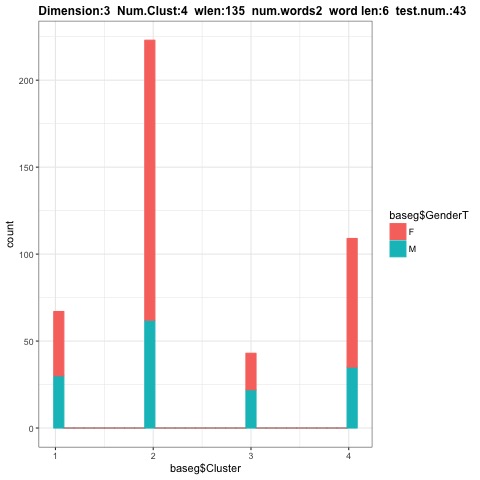 Dimension:3 Num.Clust:4 wlen:135 num.words2 word len:6 test.num.:43
200
150
100
50
0
count
1 2 3 4
baseg$Cluster
baseg$GenderT
F
M